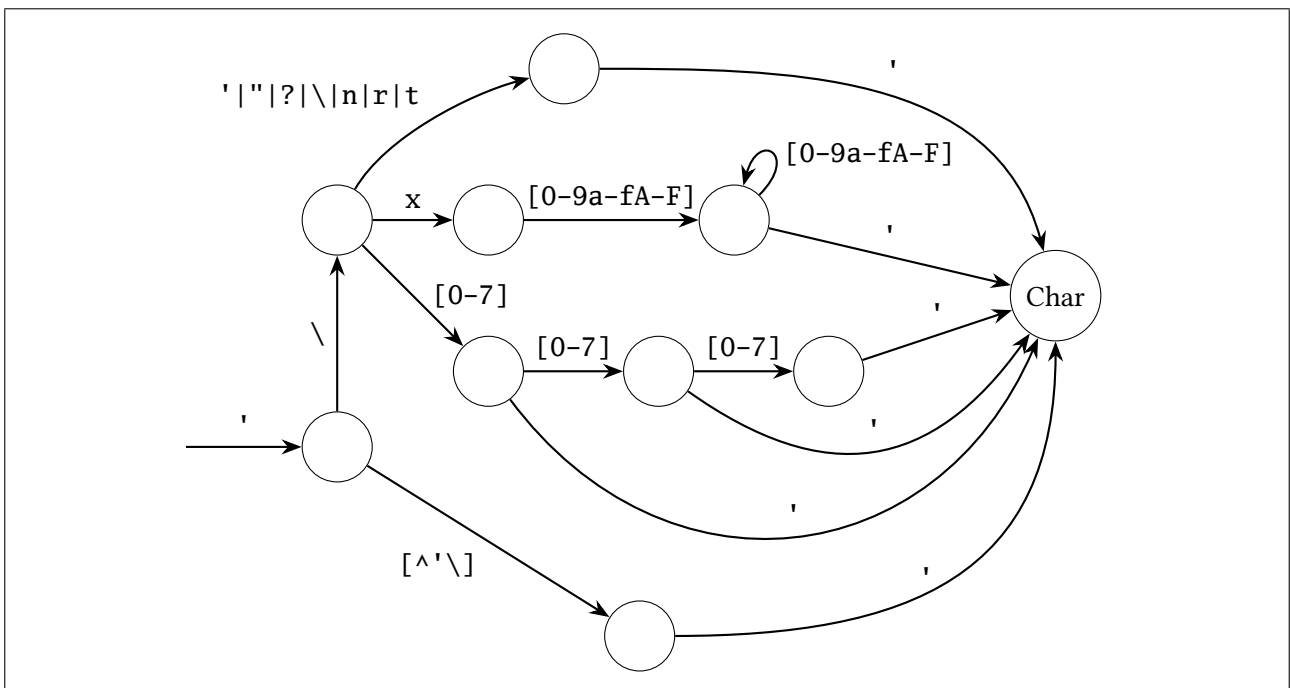 '
'|"|?|\|n|r|t
[0-9a-fA-F]
x
[0-9a-fA-F]
'
[0-7]
Char
'
\
[0-7]
[0-7]
'
'
'
[^'\]
'